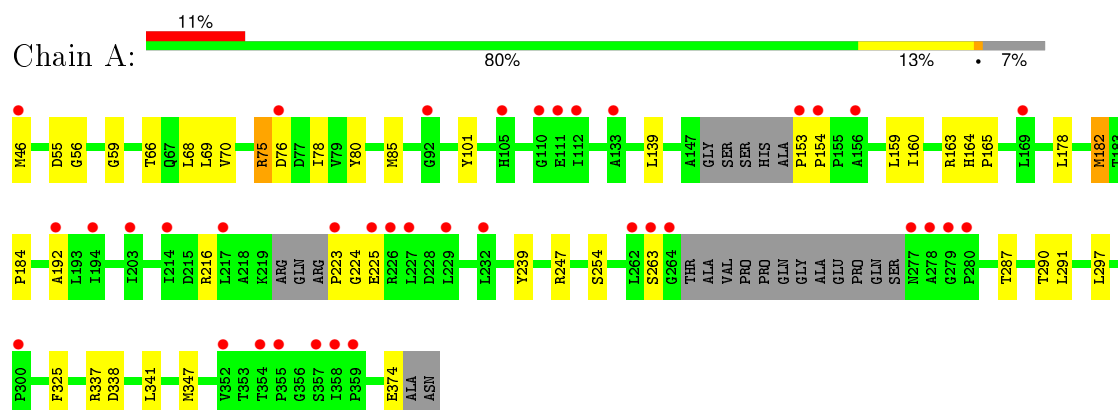 11%
Chain A:
80% 13% • 7%
M46 D55 G56 G59 T66 Q67 L68 L69 V70 R75 D76 D77 I78 V79 Y80 M85 G92 Y101 H105 G110 E111 I112 A133 L139 A147 GLY SER SER HIS ALA P153 P154 P155 A156 L159 I160 R163 H164 P165 L169 L178 M182 T183
P184 A192 L193 I194 I203 I214 D215 R216 L217 A218 K219 ARG GLN ARG P223 G224 E225 R226 L227 D228 L229 L232 Y239 R247 S254 L262 S263 G264 THR ALA VAL PRO PRO GLN GLY ALA GLU PRO GLN SER N277 A278 G279 P280 T287 T290 L291 L297
P300 F325 R337 D338 L341 M347 V352 T353 T354 P355 G356 S357 I358 P359 E374 ALA ASN